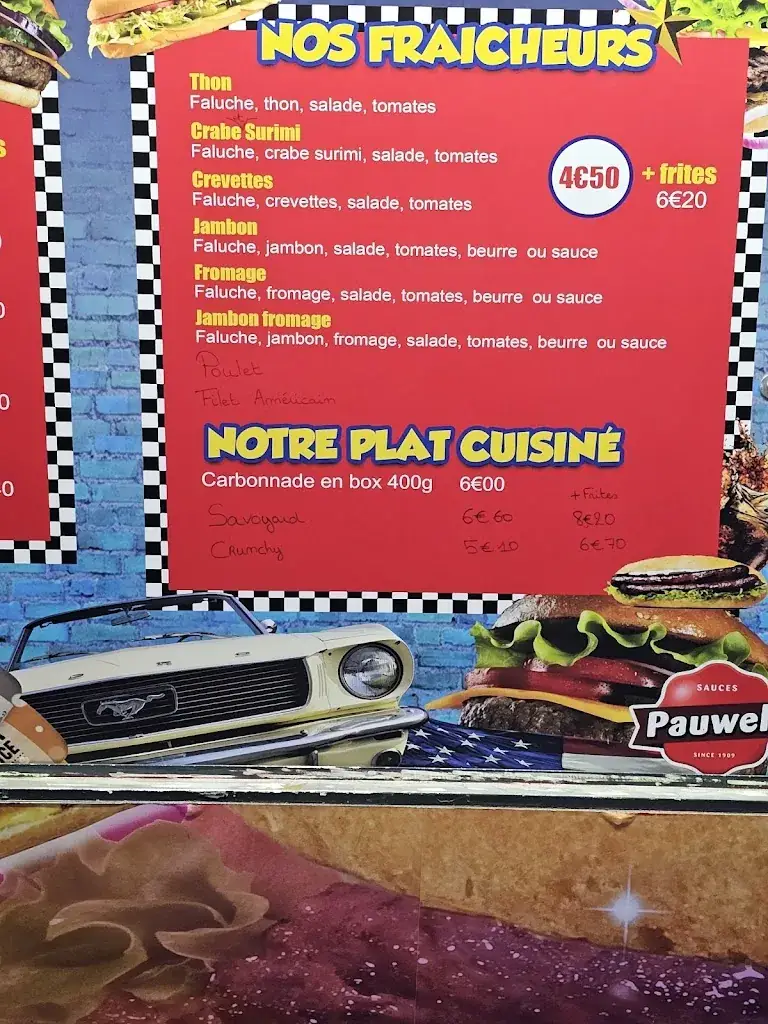 NOS FRAICHEURS
Thon
Faluche, thon, salade, tomates
Crabe Surimi
Faluche, crabe surimi, salade, tomates
Crevettes
Faluche, crevettes, salade, tomates
4€50 + frites
6€20
Jambon
Faluche, jambon, salade, tomates, beurre ou sauce
Fromage
Faluche, fromage, salade, tomates, beurre ou sauce
Jambon fromage
Faluche, jambon, fromage, salade, tomates, beurre ou sauce
Poulet
Filet Américain
NOTRE PLAT CUISINÉ
Carbonnade en box 400g 6€00
+ Frites
Savoyard 6€60 8€20
Crunchy 5€10 6€70
SAUCES
Pauwel
SINCE 1909